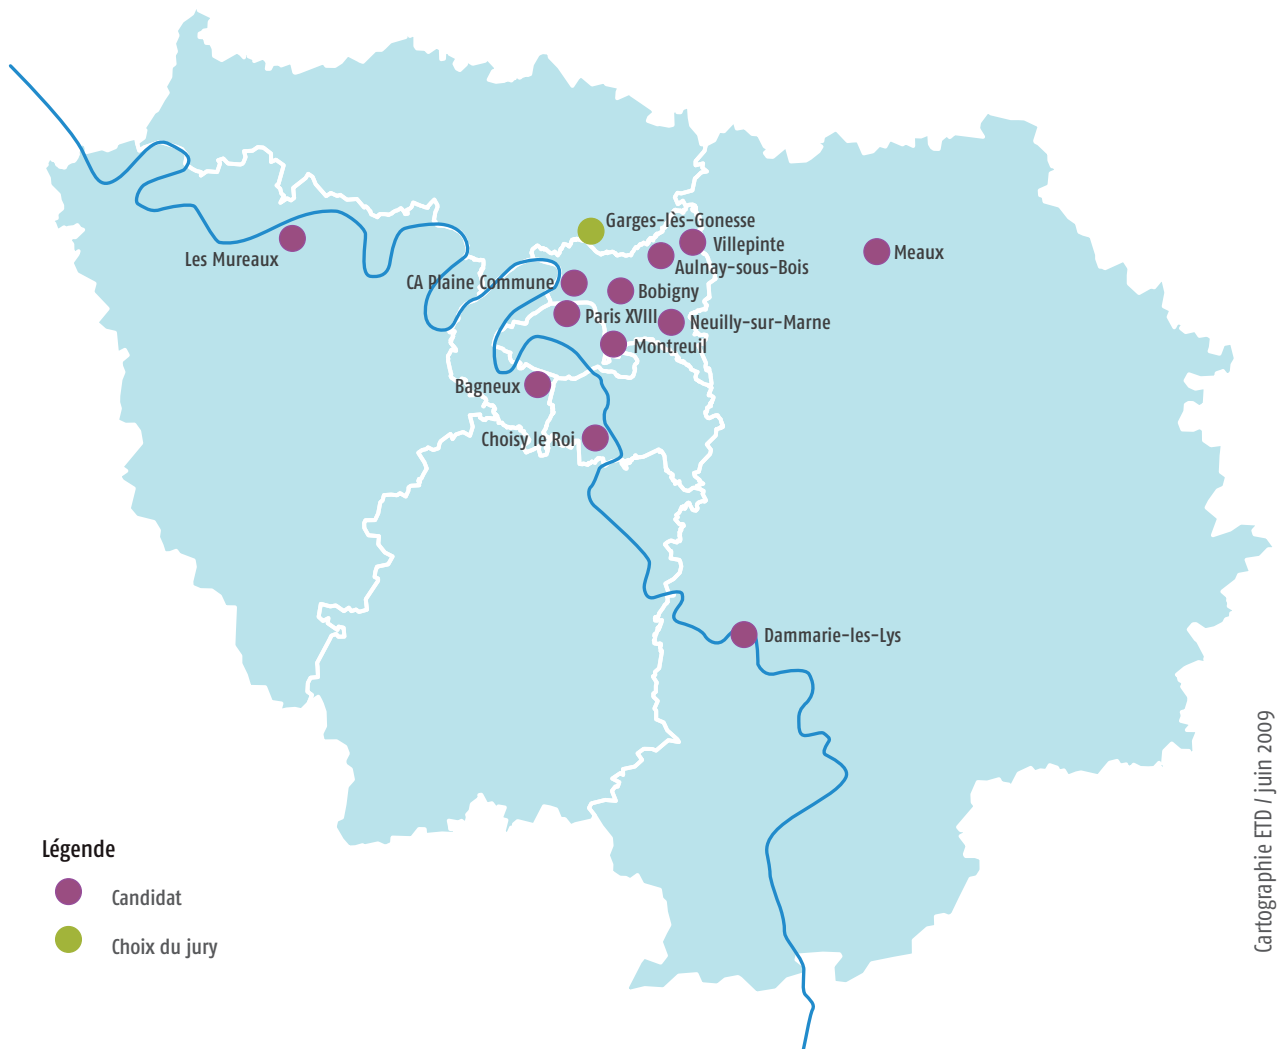 Garges-lès-Gonesse
Villepinte
Meaux
Les Mureaux
Aulnay-sous-Bois
CA Plaine Commune
Bobigny
Paris XVIII
Neuilly-sur-Marne
Montreuil
Bagneux
Choisy le Roi
Dammarie-les-Lys
Légende
Candidat
Choix du jury
Cartographie ETD / juin 2009